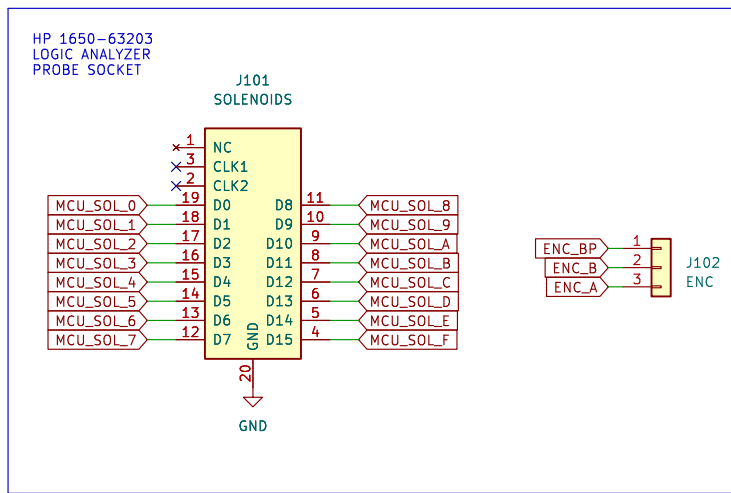 HP 1650-63203
LOGIC ANALYZER
PROBE SOCKET
J101
SOLENOIDS
1 NC
3 CLK1
2 CLK2
MCU_SOL_0 19 D0 D8 11 MCU_SOL_8
MCU_SOL_1 18 D1 D9 10 MCU_SOL_9
MCU_SOL_2 17 D2 D10 9 MCU_SOL_A
MCU_SOL_3 16 D3 D11 8 MCU_SOL_B
MCU_SOL_4 15 D4 D12 7 MCU_SOL_C
MCU_SOL_5 14 D5 D13 6 MCU_SOL_D
MCU_SOL_6 13 D6 D14 5 MCU_SOL_E
MCU_SOL_7 12 D7 D15 4 MCU_SOL_F
GND
20
GND
ENC_BP 1
ENC_B 2
ENC_A 3
J102
ENC